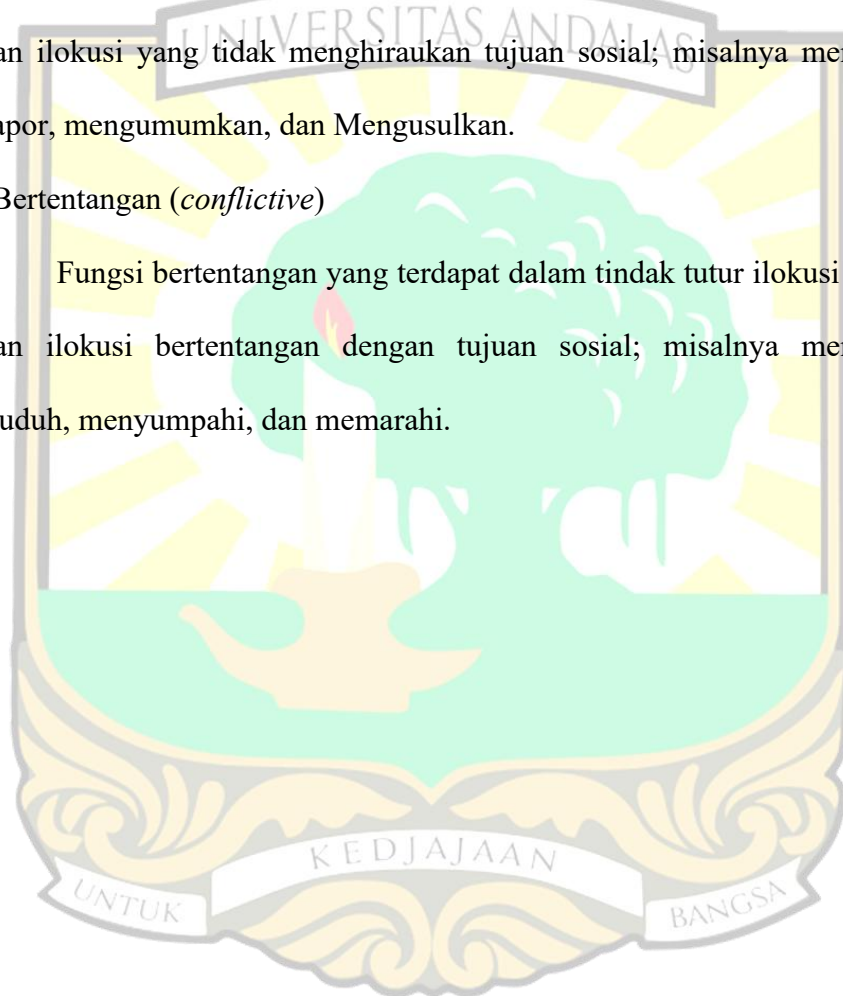 UNIVERSITAS ANDALAS
an ilokusi yang tidak menghiraukan tujuan sosial; misalnya mer
apor, mengumumkan, dan Mengusulkan.
Bertentangan (conflictive)
Fungsi bertentangan yang terdapat dalam tindak tutur ilokusi
an ilokusi bertentangan dengan tujuan sosial; misalnya mer
uduh, menyumpahi, dan memarahi.
KEDJAJAAN
UNTUK
BANGSA